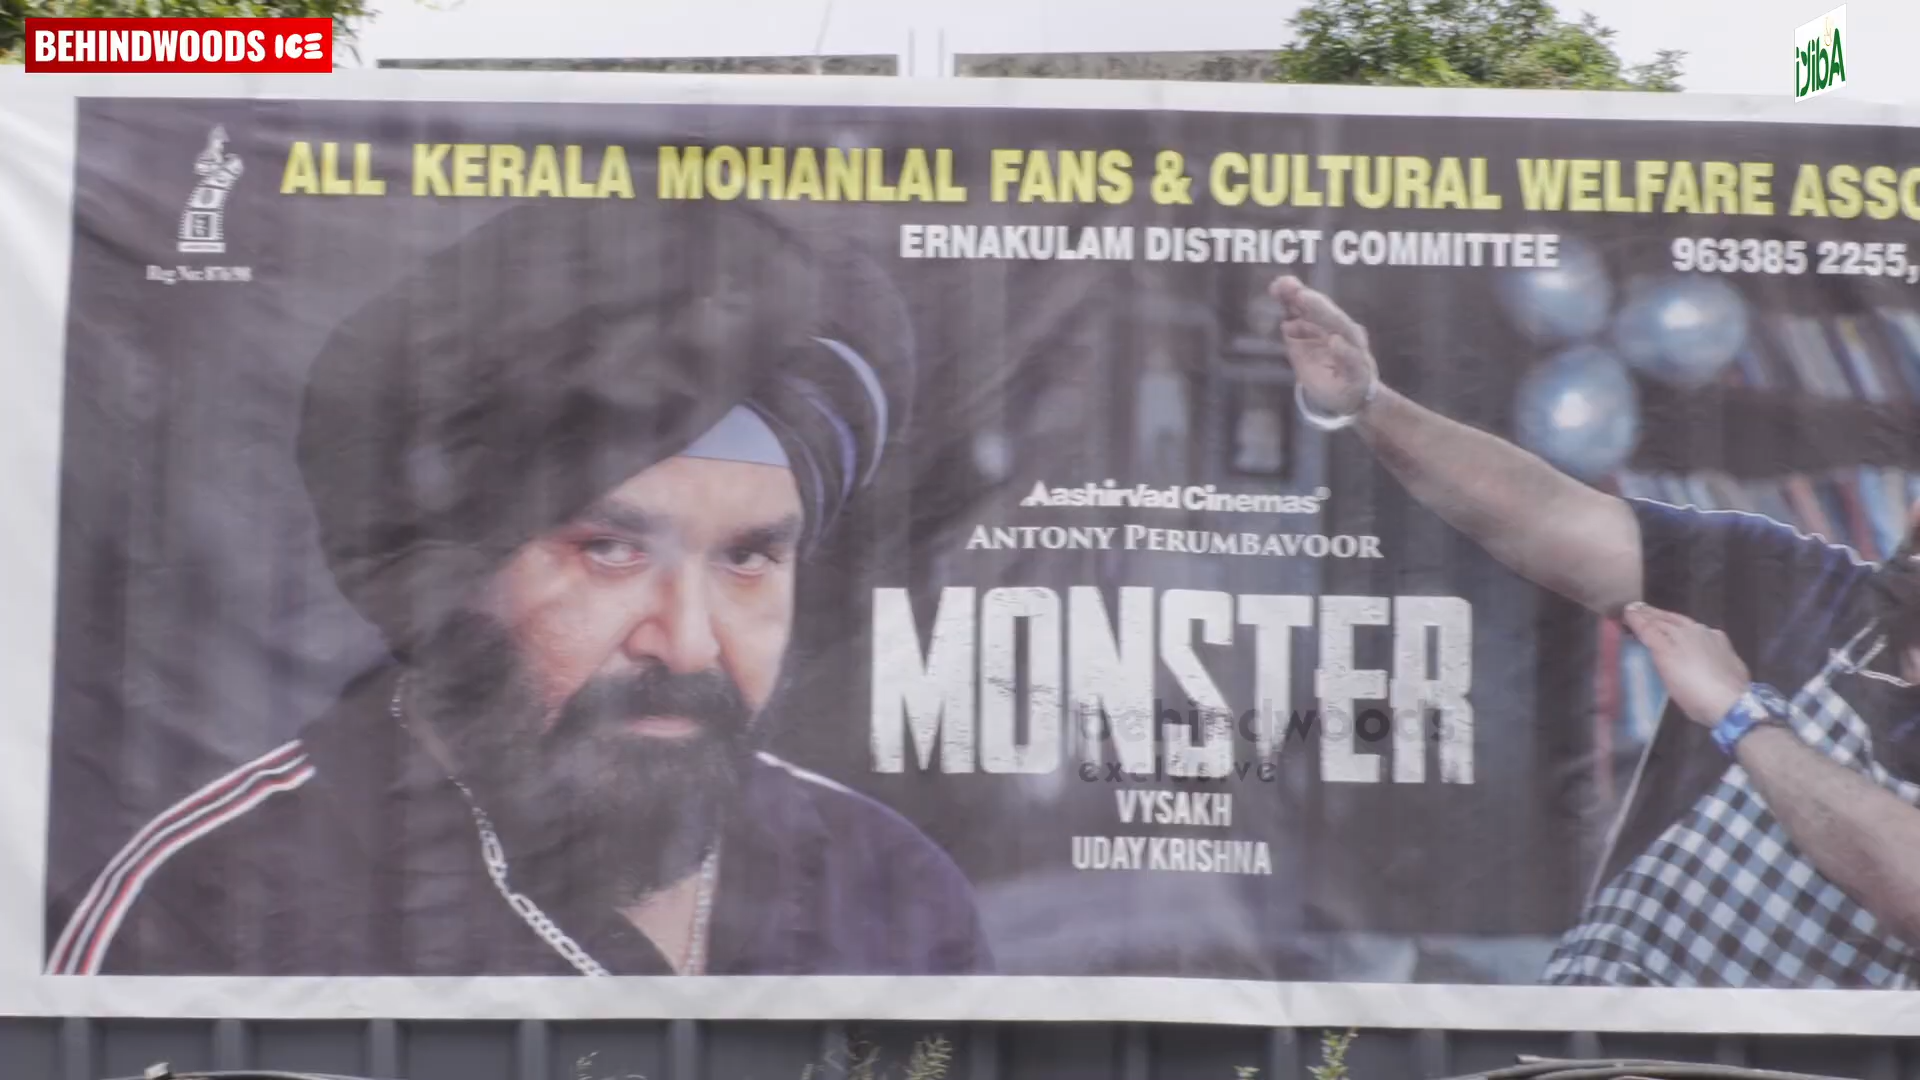 BEHINDWOODS ICE
ALL KERALA MOHANLAL FANS & CULTURAL WELFARE ASSO
ERNAKULAM DISTRICT COMMITTEE
963385 2255,
AashirVad Cinemas®
ANTONY PERUMBAVOOR
MONSTER
behindwoods
exclusive
VYSAKH
UDAYKRISHNA